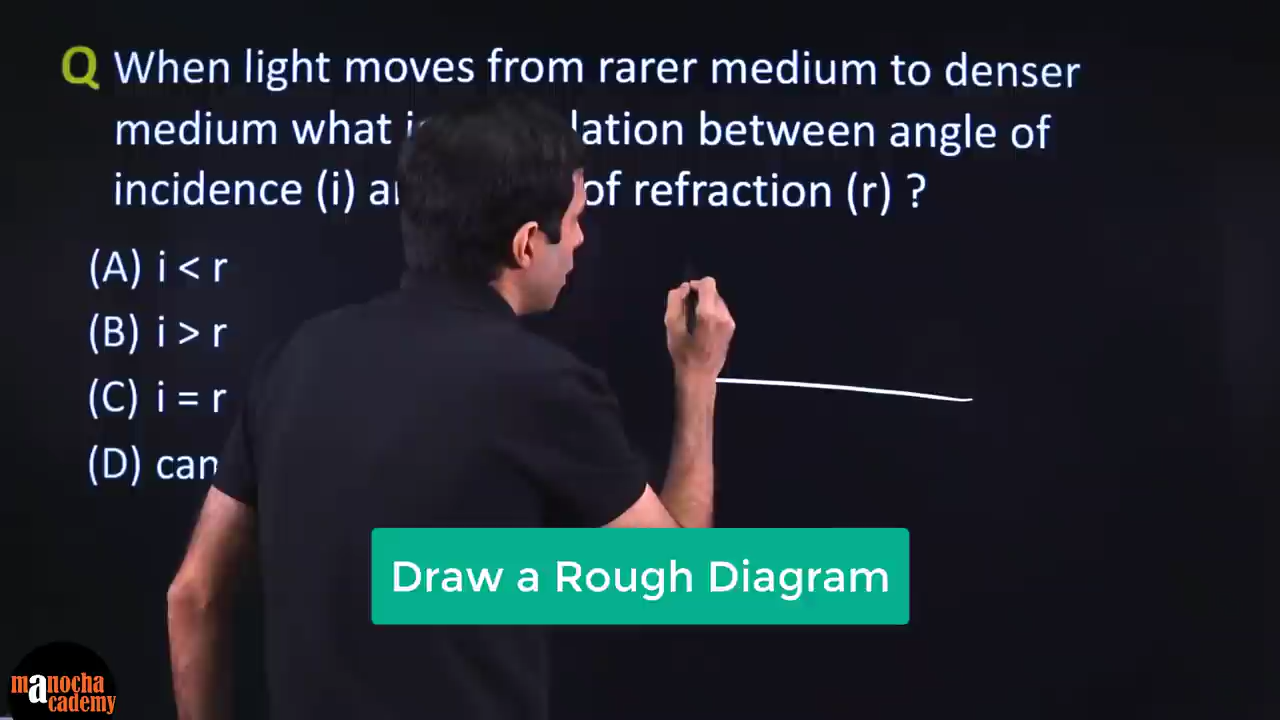 Q When light moves from rarer medium to denser
medium what lation between angle of
incidence (i) of refraction (r) ?
(A) i < r
(B) i > r
(C) i = r
(D) can
Draw a Rough Diagram
manocha
academy